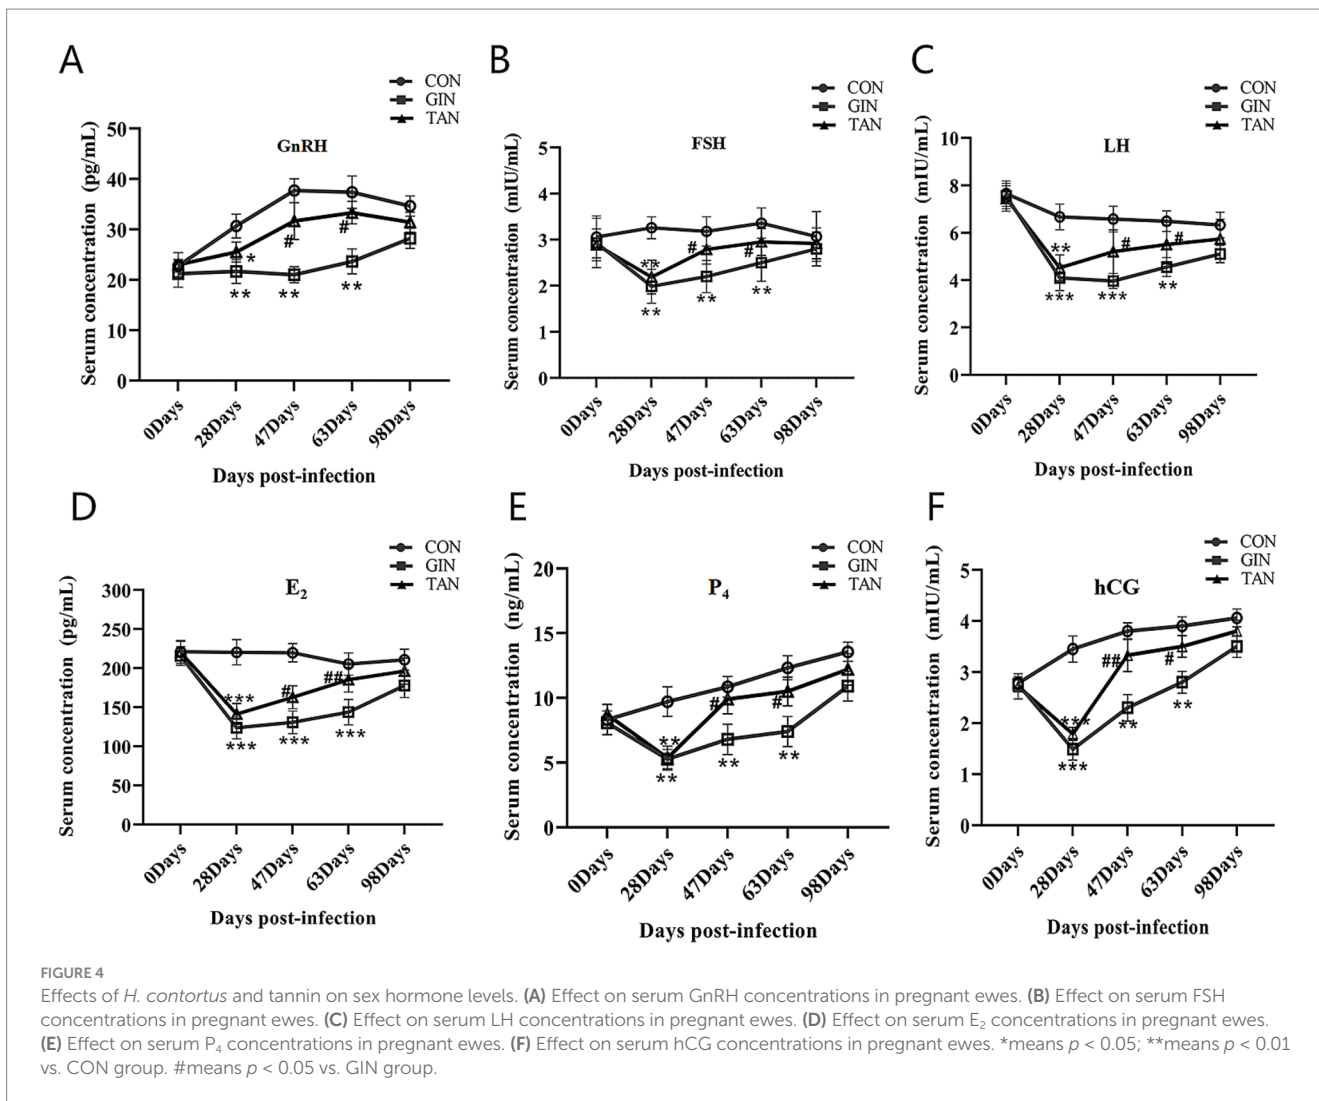 A
CON
GIN
TAN
GnRH
Serum concentration (pg/mL)
50
40
30
20
10
0
*
**
#
**
#
**
0Days
28Days
47Days
63Days
98Days
Days post-infection
B
CON
GIN
TAN
FSH
Serum concentration (mIU/mL)
5
4
3
2
1
0
**
**
#
**
#
**
0Days
28Days
47Days
63Days
98Days
Days post-infection
C
CON
GIN
TAN
LH
Serum concentration (mIU/mL)
10
8
6
4
2
0
**
***
#
***
#
**
0Days
28Days
47Days
63Days
98Days
Days post-infection
D
CON
GIN
TAN
E₂
Serum concentration (pg/mL)
300
250
200
150
100
50
0
***
***
#
***
##
***
0Days
28Days
47Days
63Days
98Days
Days post-infection
E
CON
GIN
TAN
P₄
Serum concentration (ng/mL)
20
15
10
5
0
**
**
#
**
#
**
0Days
28Days
47Days
63Days
98Days
Days post-infection
F
CON
GIN
TAN
hCG
Serum concentration (mIU/mL)
5
4
3
2
1
0
***
***
##
**
#
**
0Days
28Days
47Days
63Days
98Days
Days post-infection
FIGURE 4
Effects of H. contortus and tannin on sex hormone levels. (A) Effect on serum GnRH concentrations in pregnant ewes. (B) Effect on serum FSH
concentrations in pregnant ewes. (C) Effect on serum LH concentrations in pregnant ewes. (D) Effect on serum E₂ concentrations in pregnant ewes.
(E) Effect on serum P₄ concentrations in pregnant ewes. (F) Effect on serum hCG concentrations in pregnant ewes. *means p < 0.05; **means p < 0.01
vs. CON group. #means p < 0.05 vs. GIN group.